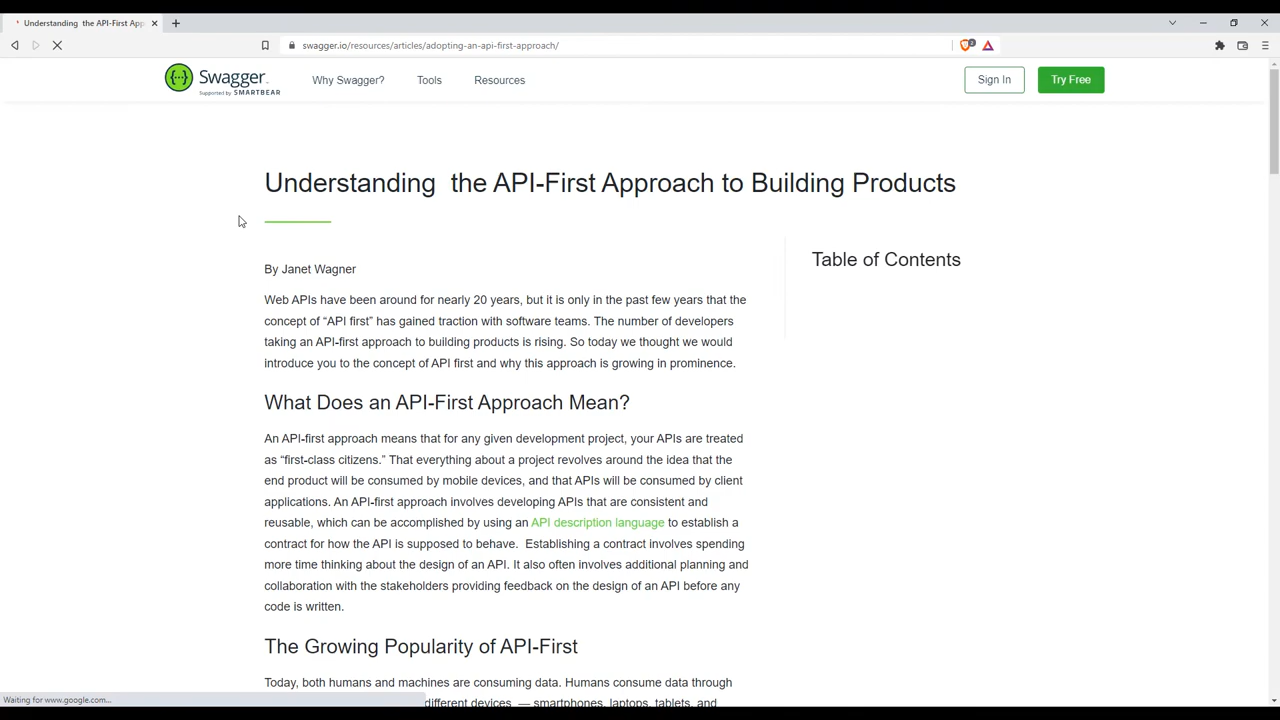 Understanding the API-First App
swagger.io/resources/articles/adopting-an-api-first-approach/
Swagger
Supported by SMARTBEAR
Why Swagger?
Tools
Resources
Sign In
Try Free
Understanding the API-First Approach to Building Products
By Janet Wagner
Table of Contents
Web APIs have been around for nearly 20 years, but it is only in the past few years that the
concept of “API first” has gained traction with software teams. The number of developers
taking an API-first approach to building products is rising. So today we thought we would
introduce you to the concept of API first and why this approach is growing in prominence.
What Does an API-First Approach Mean?
An API-first approach means that for any given development project, your APIs are treated
as “first-class citizens.” That everything about a project revolves around the idea that the
end product will be consumed by mobile devices, and that APIs will be consumed by client
applications. An API-first approach involves developing APIs that are consistent and
reusable, which can be accomplished by using an API description language to establish a
contract for how the API is supposed to behave. Establishing a contract involves spending
more time thinking about the design of an API. It also often involves additional planning and
collaboration with the stakeholders providing feedback on the design of an API before any
code is written.
The Growing Popularity of API-First
Today, both humans and machines are consuming data. Humans consume data through
different devices — smartphones, laptops, tablets, and
Waiting for www.google.com...